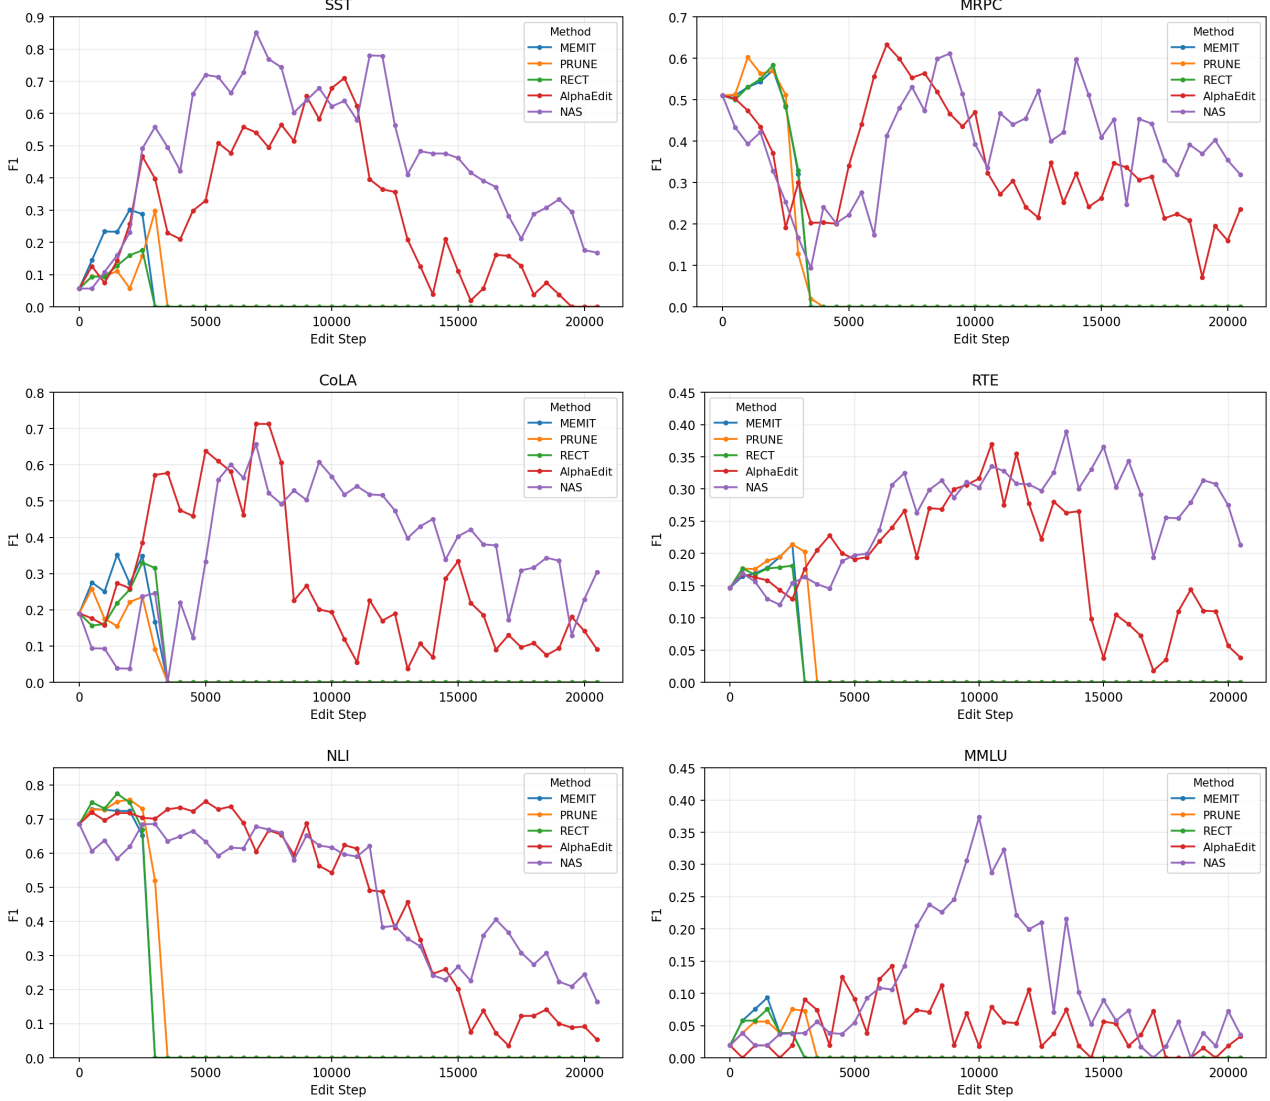 SST
0.9
0.8
0.7
0.6
0.5
0.4
0.3
0.2
0.1
0.0
F1
0 5000 10000 15000 20000
Edit Step
Method
MEMIT
PRUNE
RECT
AlphaEdit
NAS
MRPC
0.7
0.6
0.5
0.4
0.3
0.2
0.1
0.0
F1
0 5000 10000 15000 20000
Edit Step
Method
MEMIT
PRUNE
RECT
AlphaEdit
NAS
CoLA
0.8
0.7
0.6
0.5
0.4
0.3
0.2
0.1
0.0
F1
0 5000 10000 15000 20000
Edit Step
Method
MEMIT
PRUNE
RECT
AlphaEdit
NAS
RTE
0.45
0.40
0.35
0.30
0.25
0.20
0.15
0.10
0.05
0.00
F1
0 5000 10000 15000 20000
Edit Step
Method
MEMIT
PRUNE
RECT
AlphaEdit
NAS
NLI
0.8
0.7
0.6
0.5
0.4
0.3
0.2
0.1
0.0
F1
0 5000 10000 15000 20000
Edit Step
Method
MEMIT
PRUNE
RECT
AlphaEdit
NAS
MMLU
0.45
0.40
0.35
0.30
0.25
0.20
0.15
0.10
0.05
0.00
F1
0 5000 10000 15000 20000
Edit Step
Method
MEMIT
PRUNE
RECT
AlphaEdit
NAS